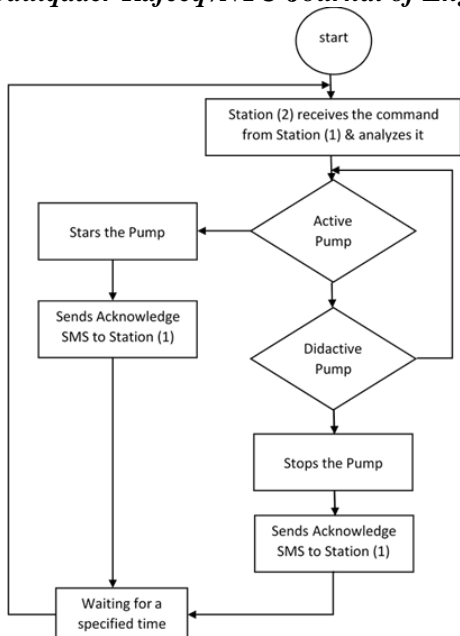 start
Station (2) receives the command
from Station (1) & analyzes it
Active
Pump
Stars the Pump
Sends Acknowledge
SMS to Station (1)
Didactive
Pump
Stops the Pump
Sends Acknowledge
SMS to Station (1)
Waiting for a
specified time